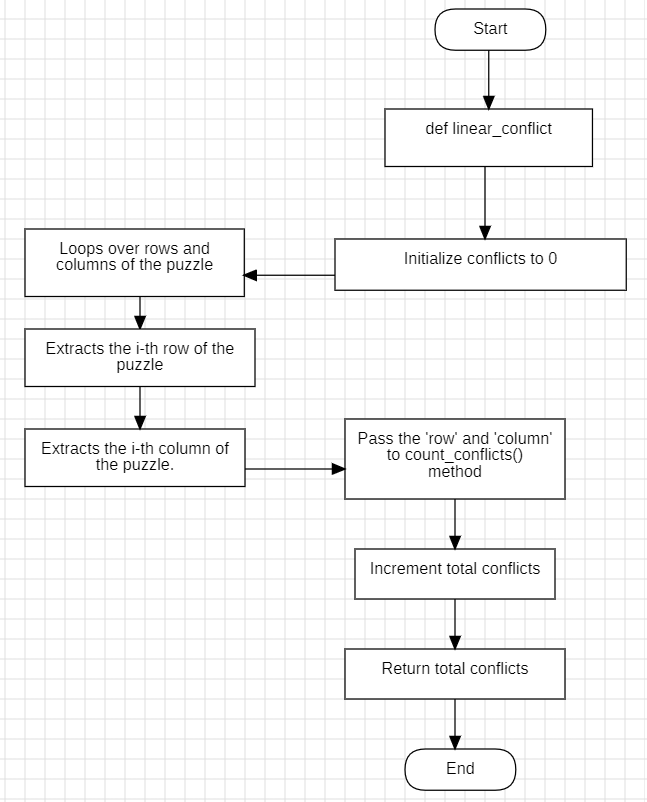 Start
def linear_conflict
Initialize conflicts to 0
Loops over rows and
columns of the puzzle
Extracts the i-th row of the
puzzle
Extracts the i-th column of
the puzzle.
Pass the 'row' and 'column'
to count_conflicts()
method
Increment total conflicts
Return total conflicts
End